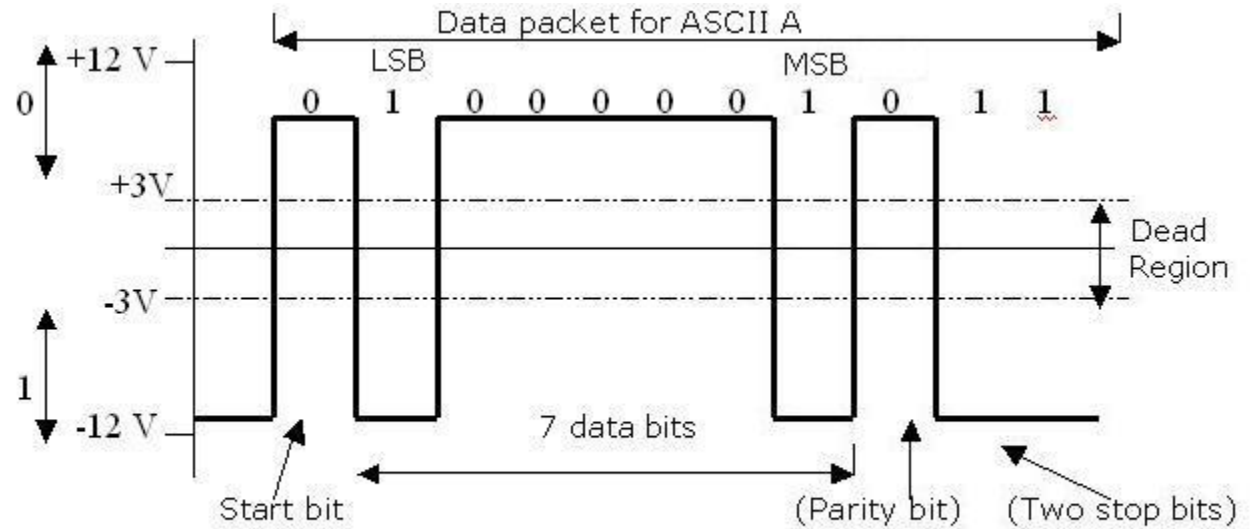 Data packet for ASCII A
+12 V
LSB
MSB
0
0 1 0 0 0 0 0 1 0 1 1
+3V
Dead
Region
-3V
1
-12 V
7 data bits
Start bit
(Parity bit)
(Two stop bits)